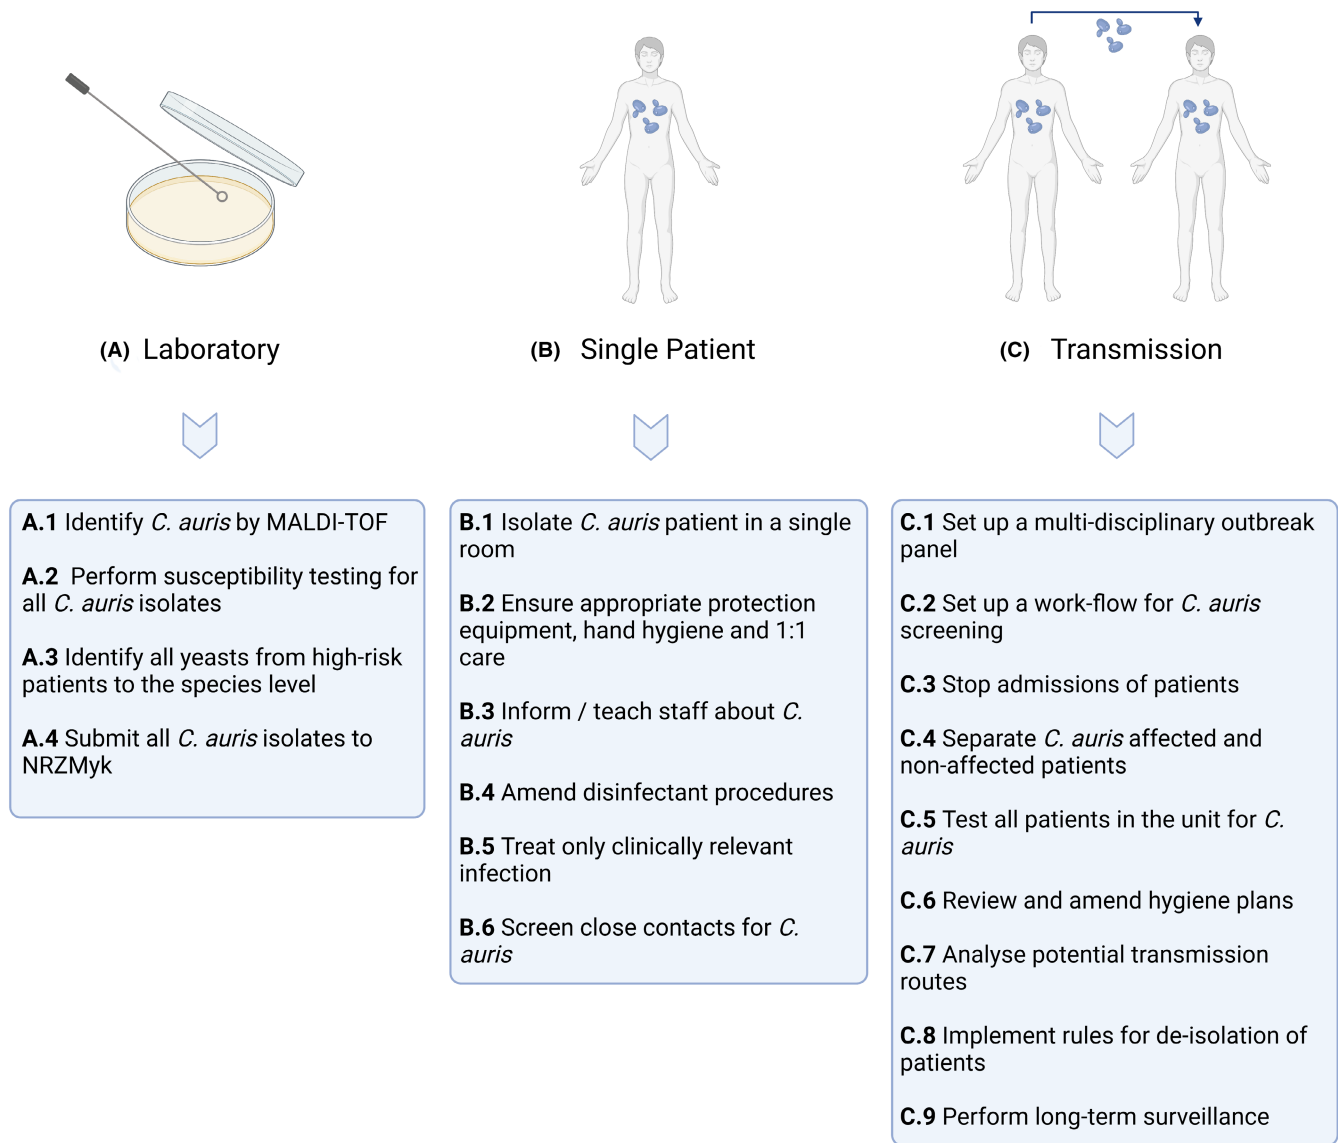 (A) Laboratory
A.1 Identify C. auris by MALDI-TOF
A.2 Perform susceptibility testing for
all C. auris isolates
A.3 Identify all yeasts from high-risk
patients to the species level
A.4 Submit all C. auris isolates to
NRZMyk
(B) Single Patient
B.1 Isolate C. auris patient in a single
room
B.2 Ensure appropriate protection
equipment, hand hygiene and 1:1
care
B.3 Inform / teach staff about C.
auris
B.4 Amend disinfectant procedures
B.5 Treat only clinically relevant
infection
B.6 Screen close contacts for C.
auris
(C) Transmission
C.1 Set up a multi-disciplinary outbreak
panel
C.2 Set up a work-flow for C. auris
screening
C.3 Stop admissions of patients
C.4 Separate C. auris affected and
non-affected patients
C.5 Test all patients in the unit for C.
auris
C.6 Review and amend hygiene plans
C.7 Analyse potential transmission
routes
C.8 Implement rules for de-isolation of
patients
C.9 Perform long-term surveillance